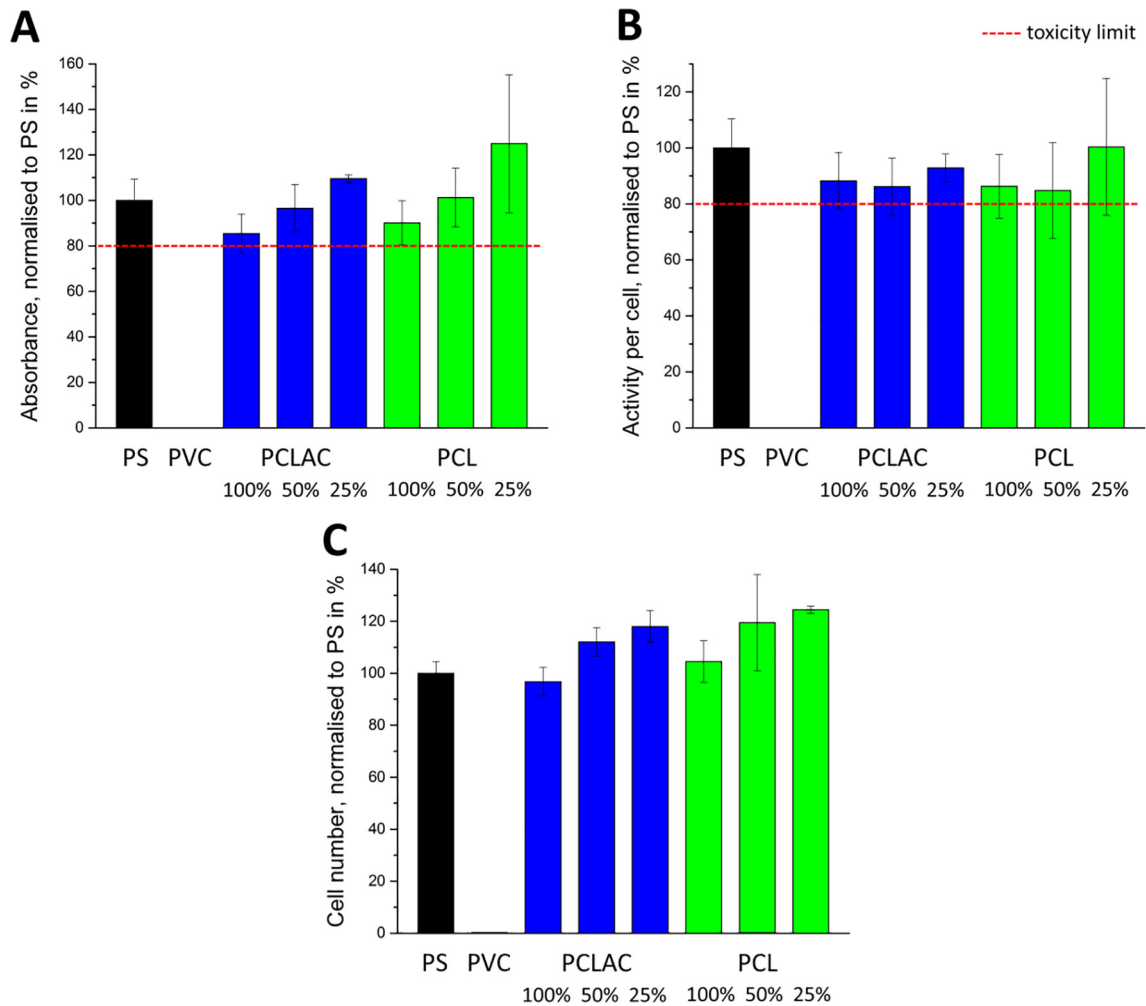 A
Absorbance, normalised to PS in %
160
140
120
100
80
60
40
20
0
PS PVC PCLAC PCL
100% 50% 25% 100% 50% 25%
B
toxicity limit
Activity per cell, normalised to PS in %
120
100
80
60
40
20
0
PS PVC PCLAC PCL
100% 50% 25% 100% 50% 25%
C
Cell number, normalised to PS in %
140
120
100
80
60
40
20
0
PS PVC PCLAC PCL
100% 50% 25% 100% 50% 25%